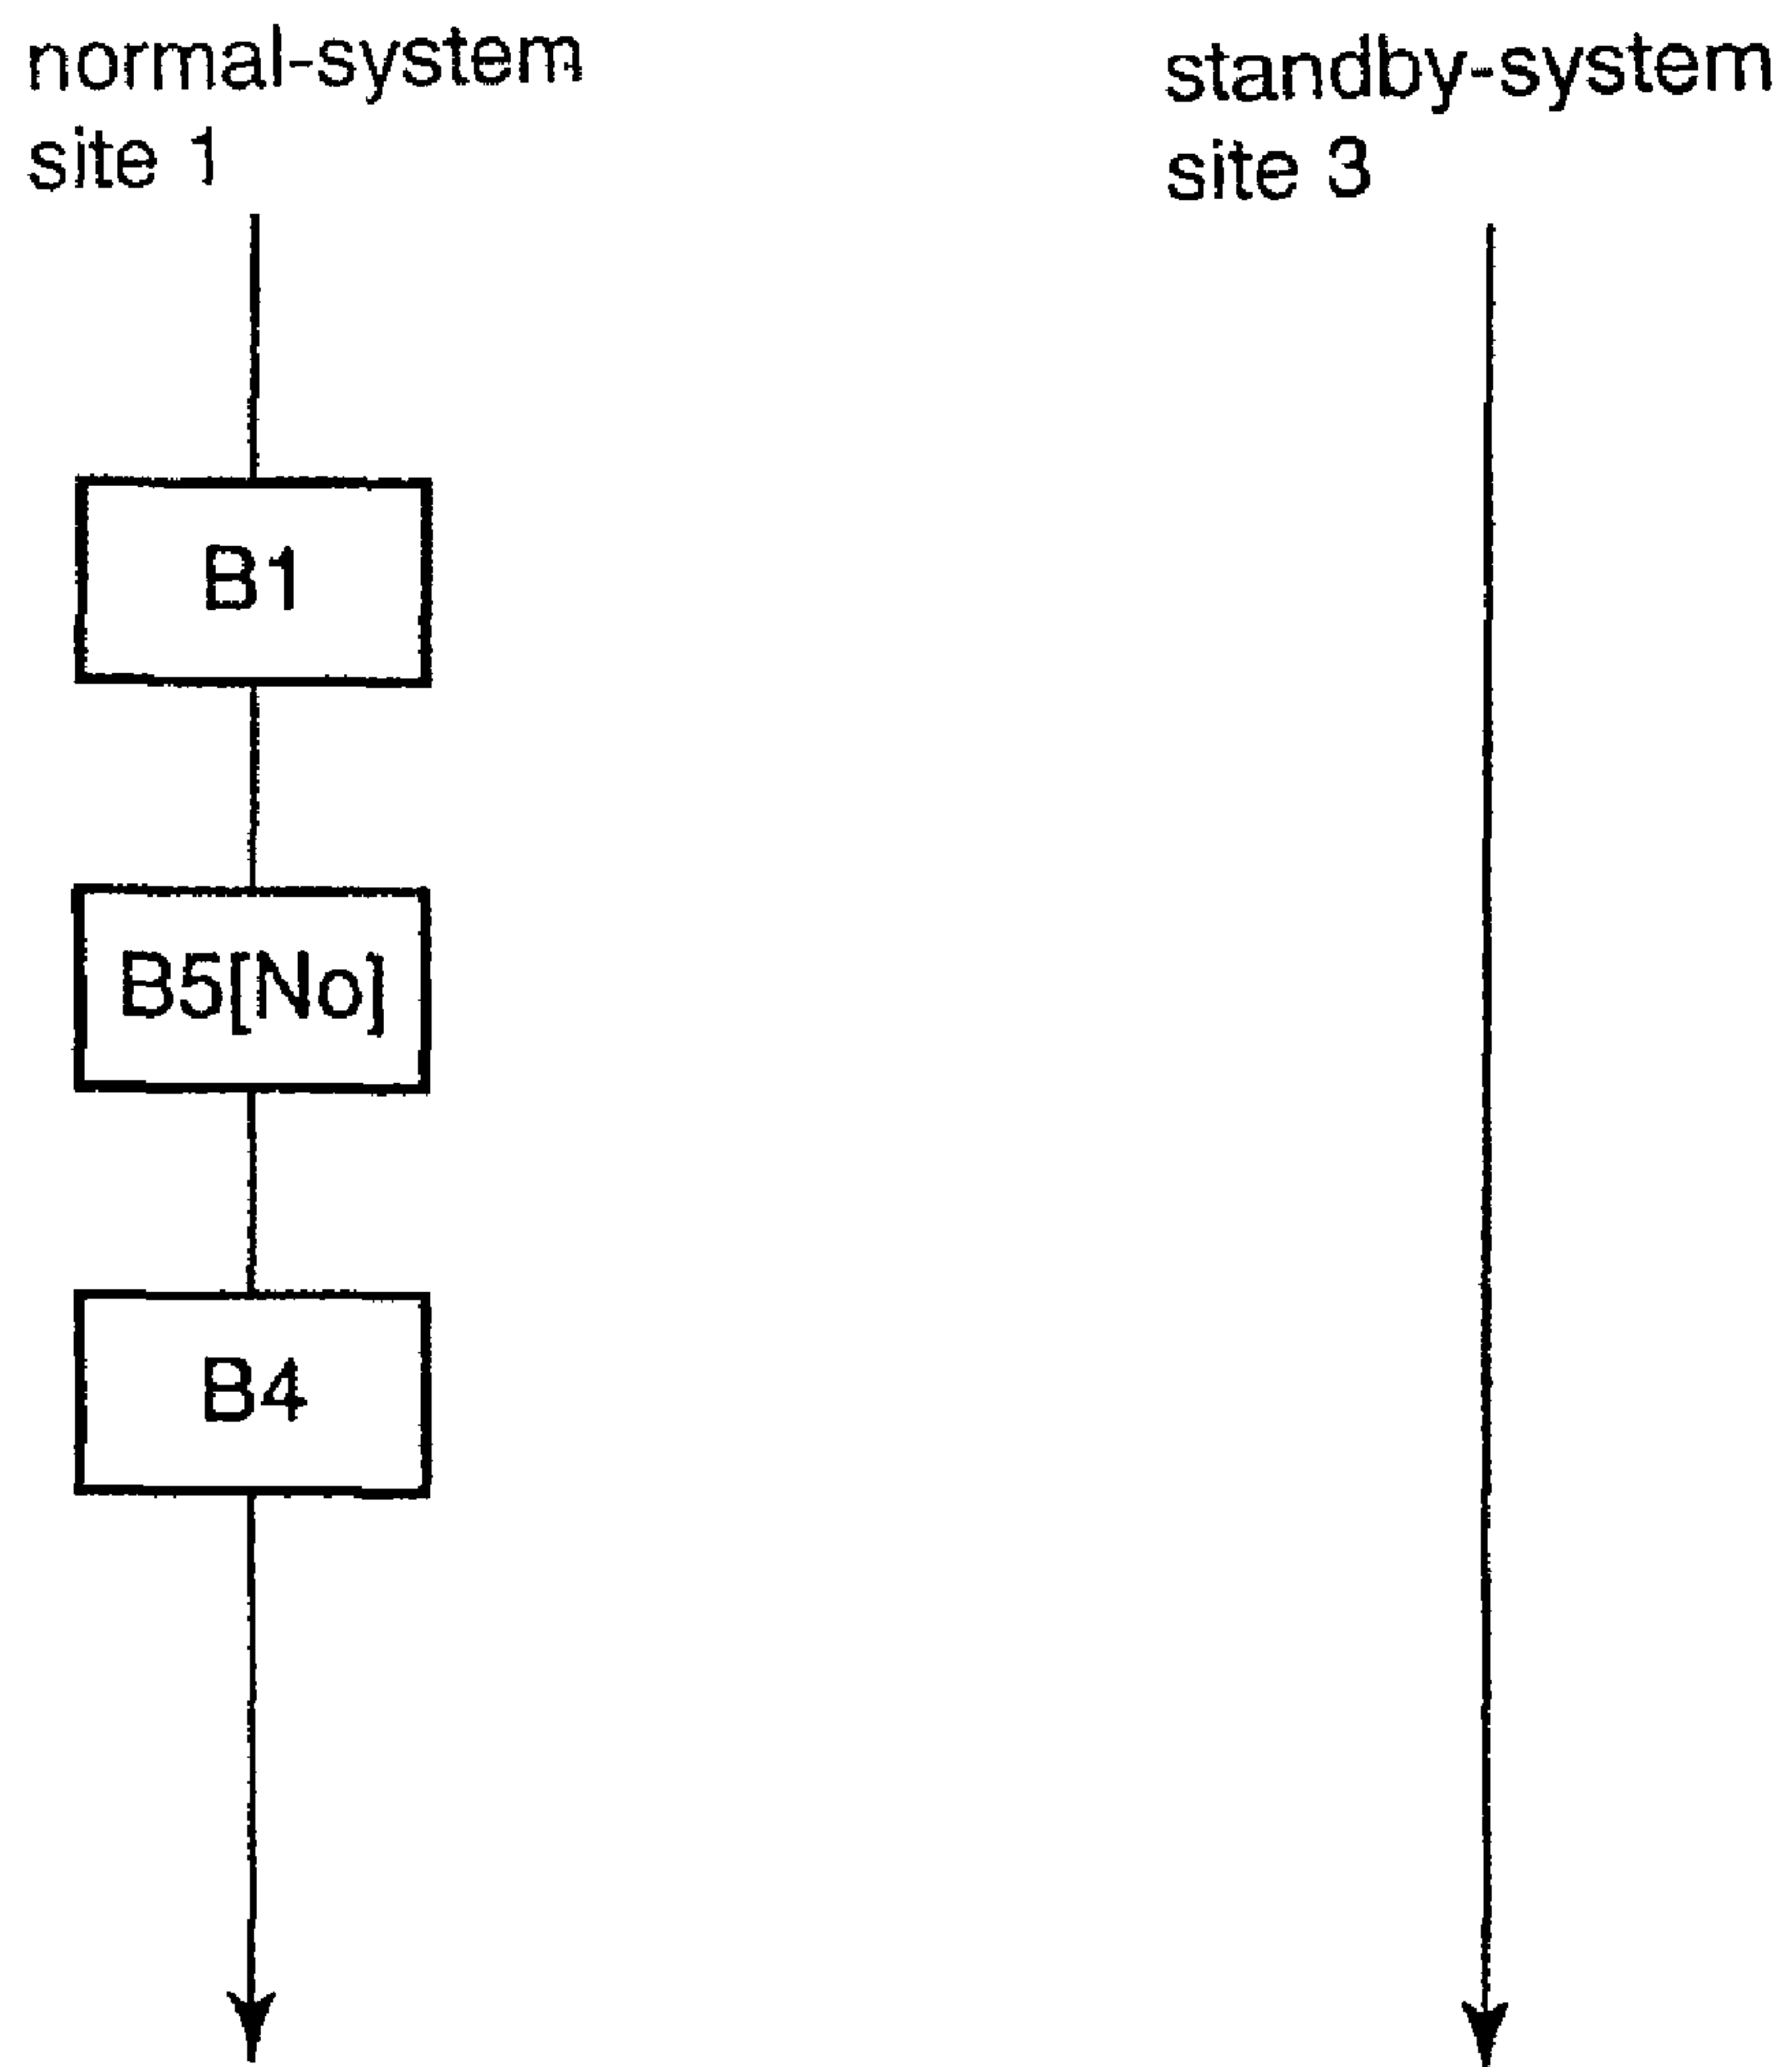 normal-system
site 1
standby-system
site 3
B1
B5[No]
B4